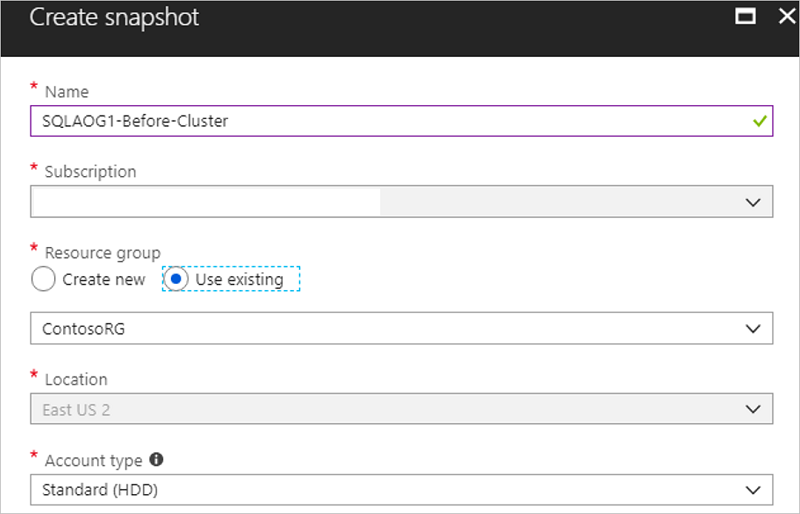 Create snapshot
* Name
SQLAOG1-Before-Cluster
* Subscription
* Resource group
Create new Use existing
ContosoRG
* Location
East US 2
* Account type
Standard (HDD)